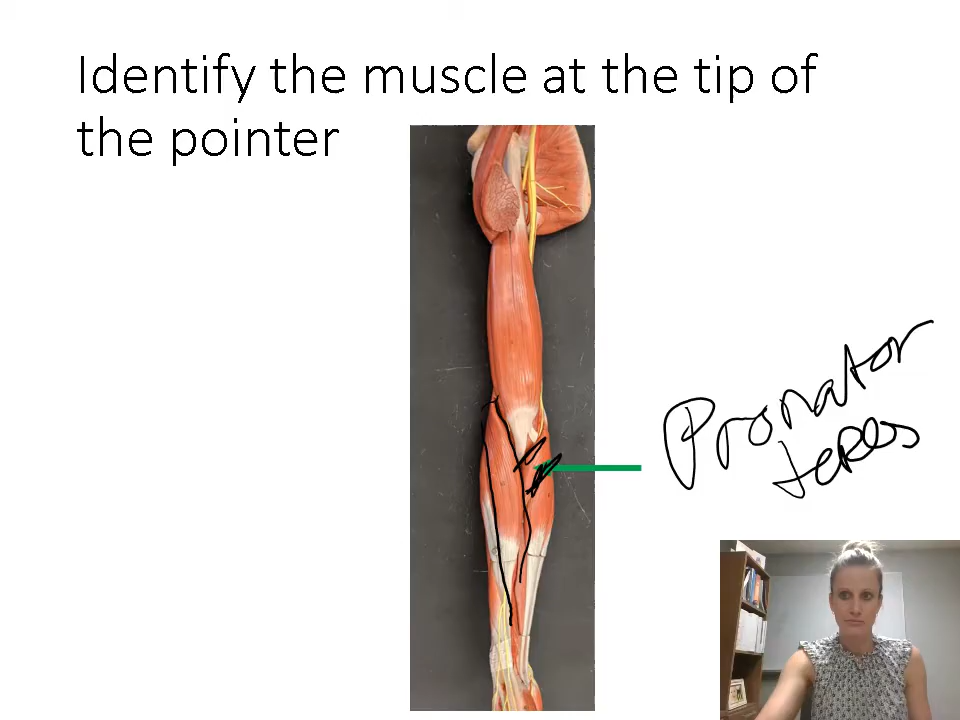 Identify the muscle at the tip of
the pointer
Pronator
teres